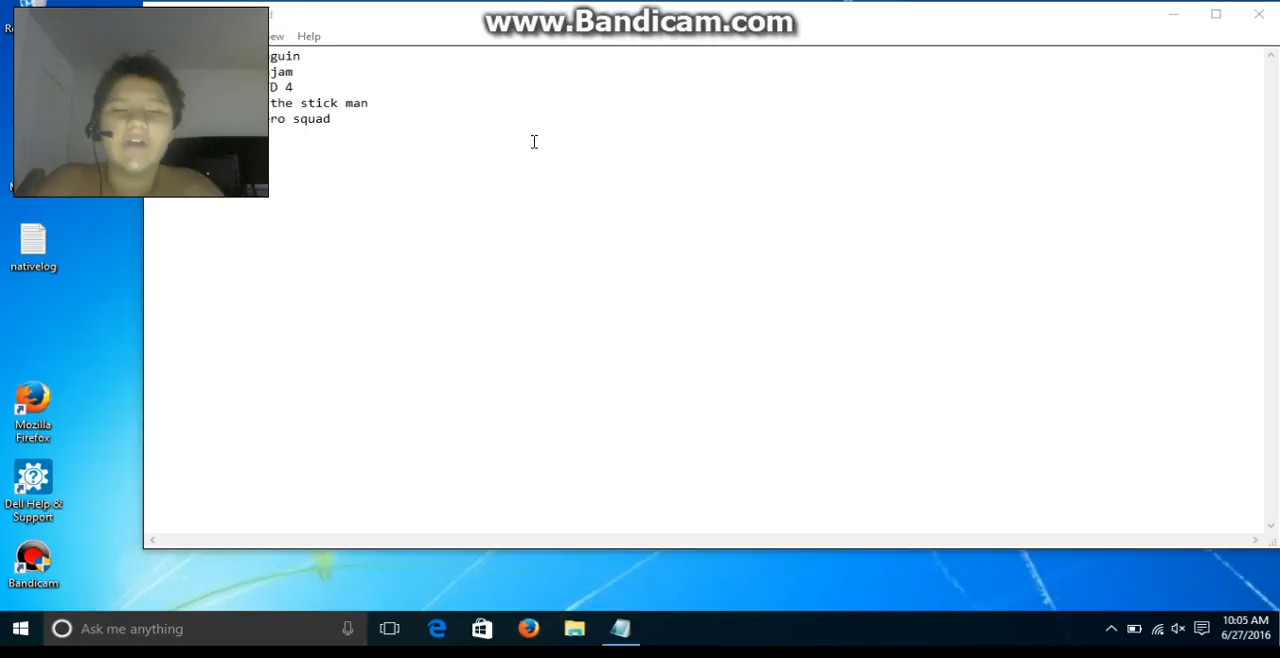 www.Bandicam.com
ew Help
guin
jam
D 4
the stick man
ro squad
nativelog
Mozilla
Firefox
Dell Help &
Support
Bandicam
Ask me anything
10:05 AM
6/27/2016